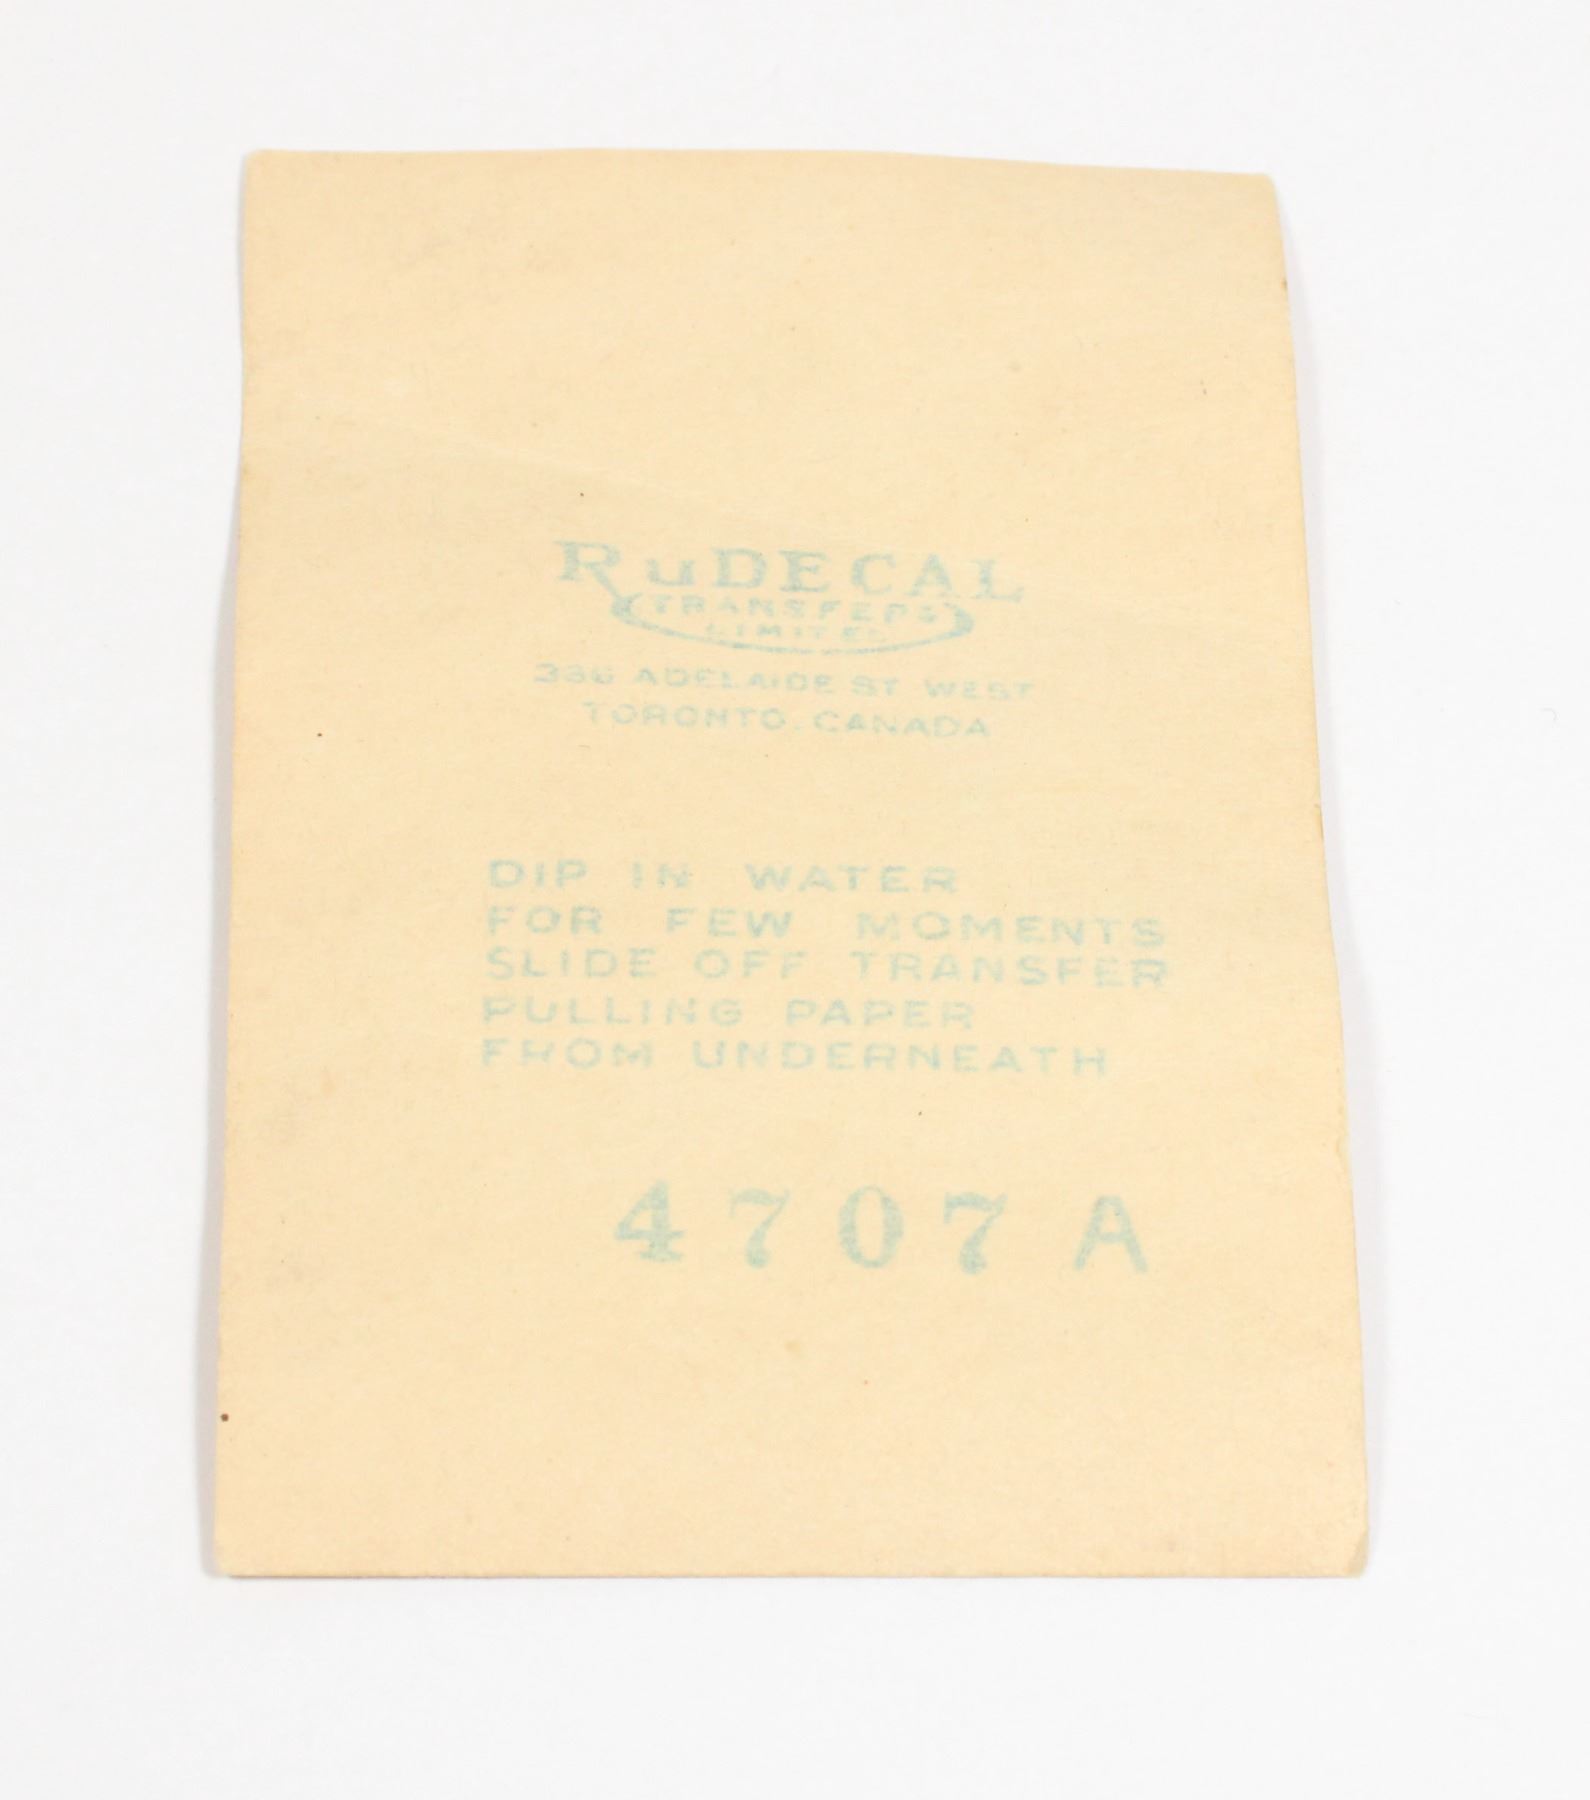 RuDECAL
TRANSFERS
LIMITED
336 ADELAIDE ST WEST
TORONTO. CANADA
DIP IN WATER
FOR FEW MOMENTS
SLIDE OFF TRANSFER
PULLING PAPER
FROM UNDERNEATH
4707 A